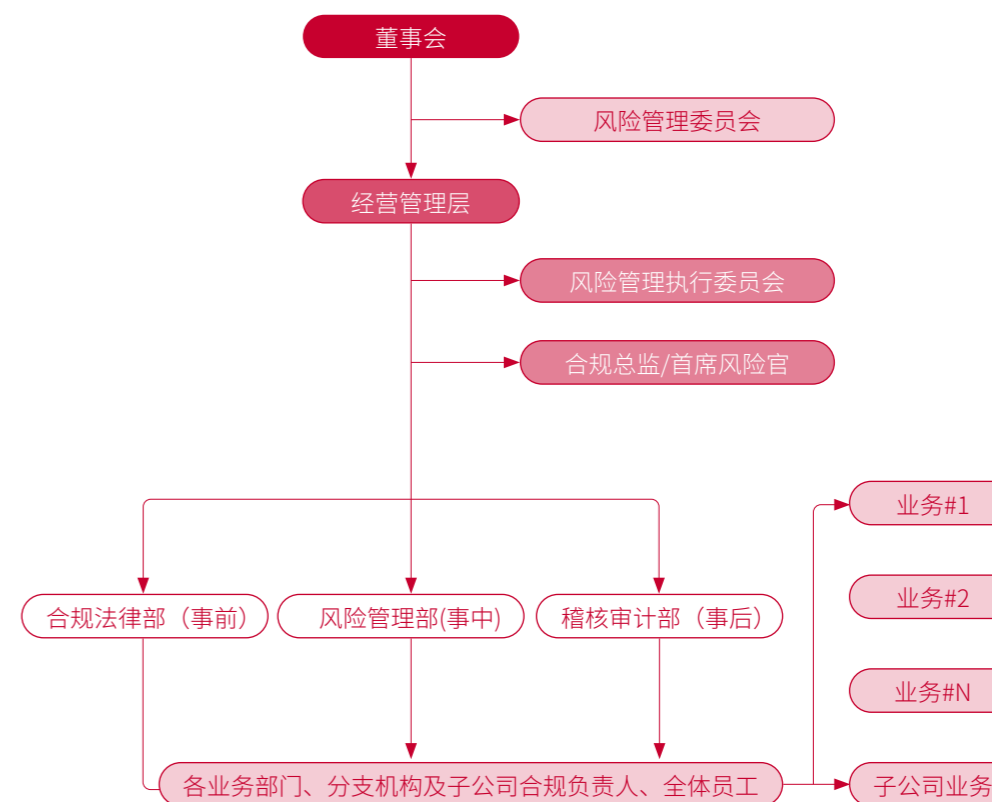 董事会
风险管理委员会
经营管理层
风险管理执行委员会
合规总监/首席风险官
业务#1
合规法律部（事前）
风险管理部(事中)
稽核审计部（事后）
业务#2
业务#N
各业务部门、分支机构及子公司合规负责人、全体员工
子公司业务